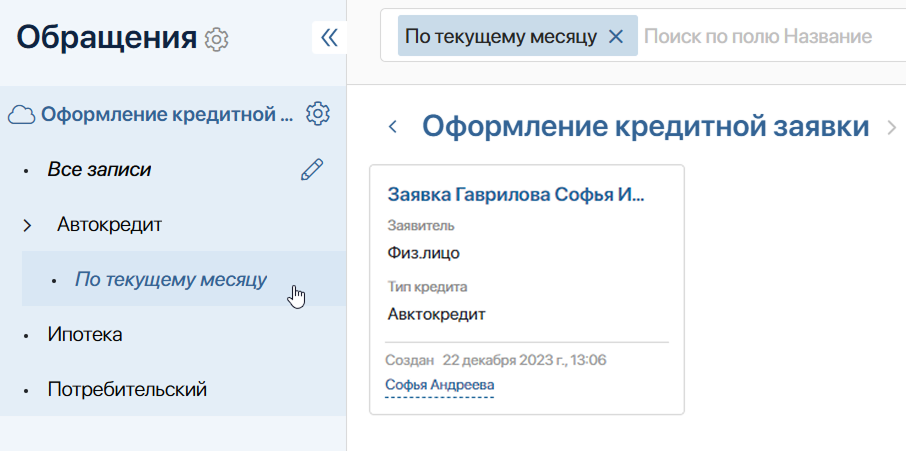 Обращения
Оформление кредитной ...
Все записи
Автокредит
По текущему месяцу
Ипотека
Потребительский
По текущему месяцу Поиск по полю Название
Оформление кредитной заявки
Заявка Гаврилова Софья И...
Заявитель
Физ.лицо
Тип кредита
Авктокредит
Создан 22 декабря 2023 г., 13:06
Софья Андреева